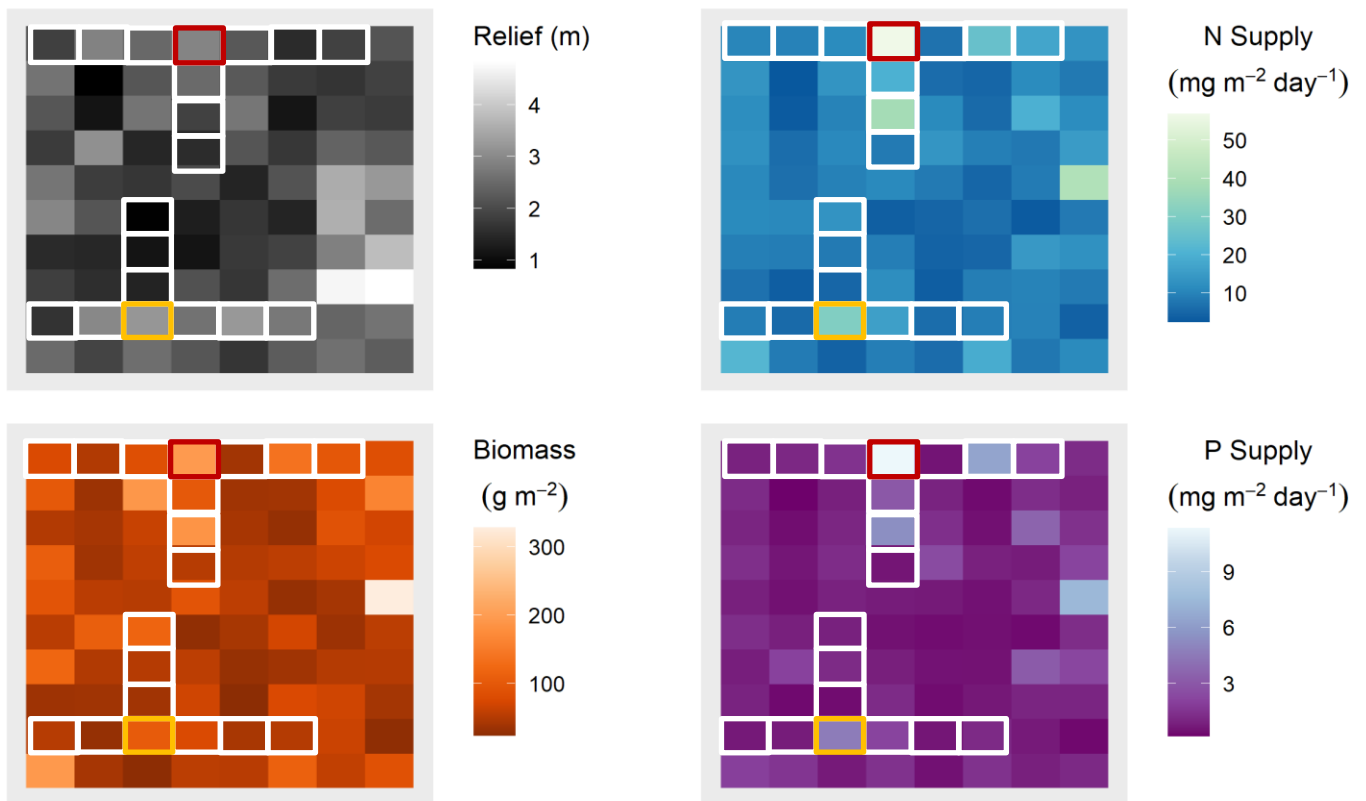 Relief (m)
4
3
2
1
N Supply
(mg m−2 day−1)
50
40
30
20
10
Biomass
(g m−2)
300
200
100
P Supply
(mg m−2 day−1)
9
6
3